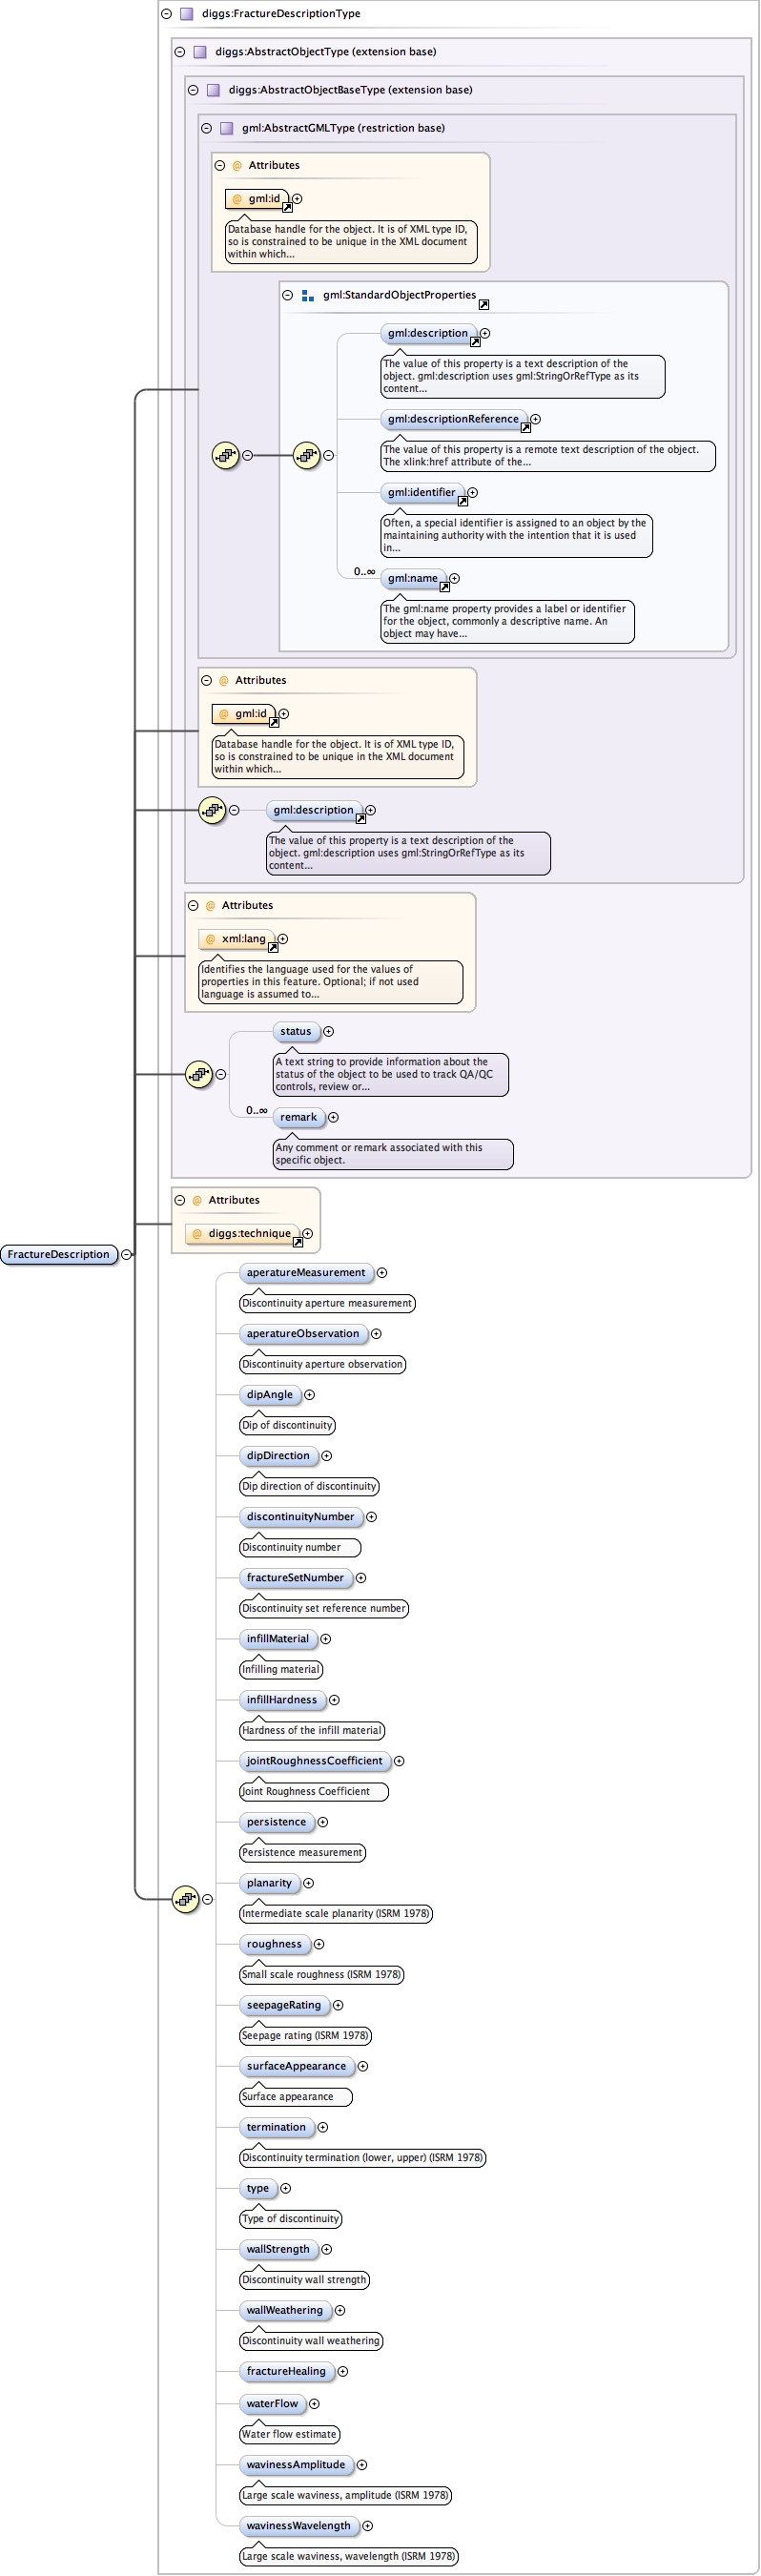 diggs:FractureDescriptionType
diggs:AbstractObjectType (extension base)
diggs:AbstractObjectBaseType (extension base)
gml:AbstractGMLType (restriction base)
@ Attributes
@ gml:id
Database handle for the object. It is of XML type ID,
so is constrained to be unique in the XML document
within which...
gml:StandardObjectProperties
gml:description
The value of this property is a text description of the
object. gml:description uses gml:StringOrRefType as its
content...
gml:descriptionReference
The value of this property is a remote text description of the object.
The xlink:href attribute of the...
gml:identifier
Often, a special identifier is assigned to an object by the
maintaining authority with the intention that it is used
in...
0..∞
gml:name
The gml:name property provides a label or identifier
for the object, commonly a descriptive name. An
object may have...
@ Attributes
@ gml:id
Database handle for the object. It is of XML type ID,
so is constrained to be unique in the XML document
within which...
gml:description
The value of this property is a text description of the
object. gml:description uses gml:StringOrRefType as its
content...
@ Attributes
@ xml:lang
Identifies the language used for the values of
properties in this feature. Optional; if not used
language is assumed to...
status
A text string to provide information about the
status of the object to be used to track QA/QC
controls, review or...
0..∞
remark
Any comment or remark associated with this
specific object.
@ Attributes
@ diggs:technique
FractureDescription
aperatureMeasurement
Discontinuity aperture measurement
aperatureObservation
Discontinuity aperture observation
dipAngle
Dip of discontinuity
dipDirection
Dip direction of discontinuity
discontinuityNumber
Discontinuity number
fractureSetNumber
Discontinuity set reference number
infillMaterial
Infilling material
infillHardness
Hardness of the infill material
jointRoughnessCoefficient
Joint Roughness Coefficient
persistence
Persistence measurement
planarity
Intermediate scale planarity (ISRM 1978)
roughness
Small scale roughness (ISRM 1978)
seepageRating
Seepage rating (ISRM 1978)
surfaceAppearance
Surface appearance
termination
Discontinuity termination (lower, upper) (ISRM 1978)
type
Type of discontinuity
wallStrength
Discontinuity wall strength
wallWeathering
Discontinuity wall weathering
fractureHealing
waterFlow
Water flow estimate
wavinessAmplitude
Large scale waviness, amplitude (ISRM 1978)
wavinessWavelength
Large scale waviness, wavelength (ISRM 1978)